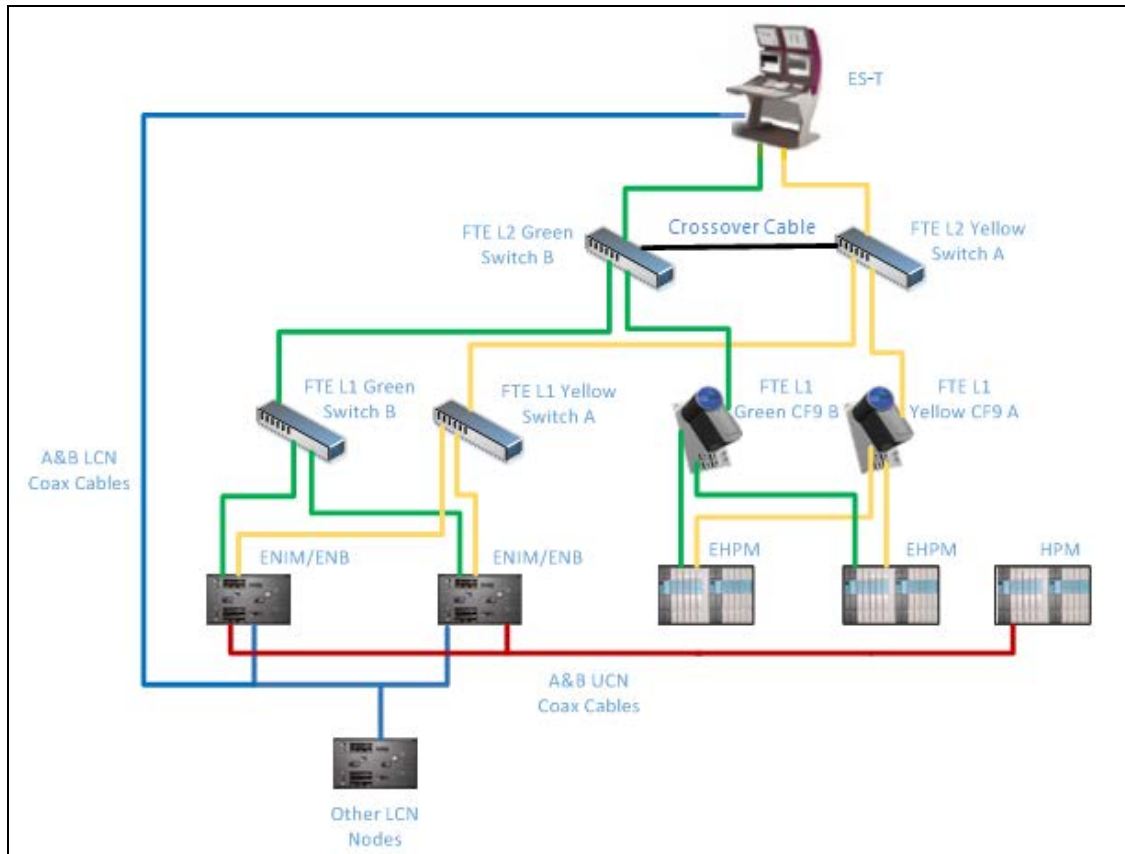 ES-T
Crossover Cable
FTE L2 Green
Switch B
FTE L2 Yellow
Switch A
FTE L1 Green
Switch B
FTE L1 Yellow
Switch A
FTE L1
Green CF9 B
FTE L1
Yellow CF9 A
A&B LCN
Coax Cables
ENIM/ENB
ENIM/ENB
EHPM
EHPM
HPM
A&B UCN
Coax Cables
Other LCN
Nodes